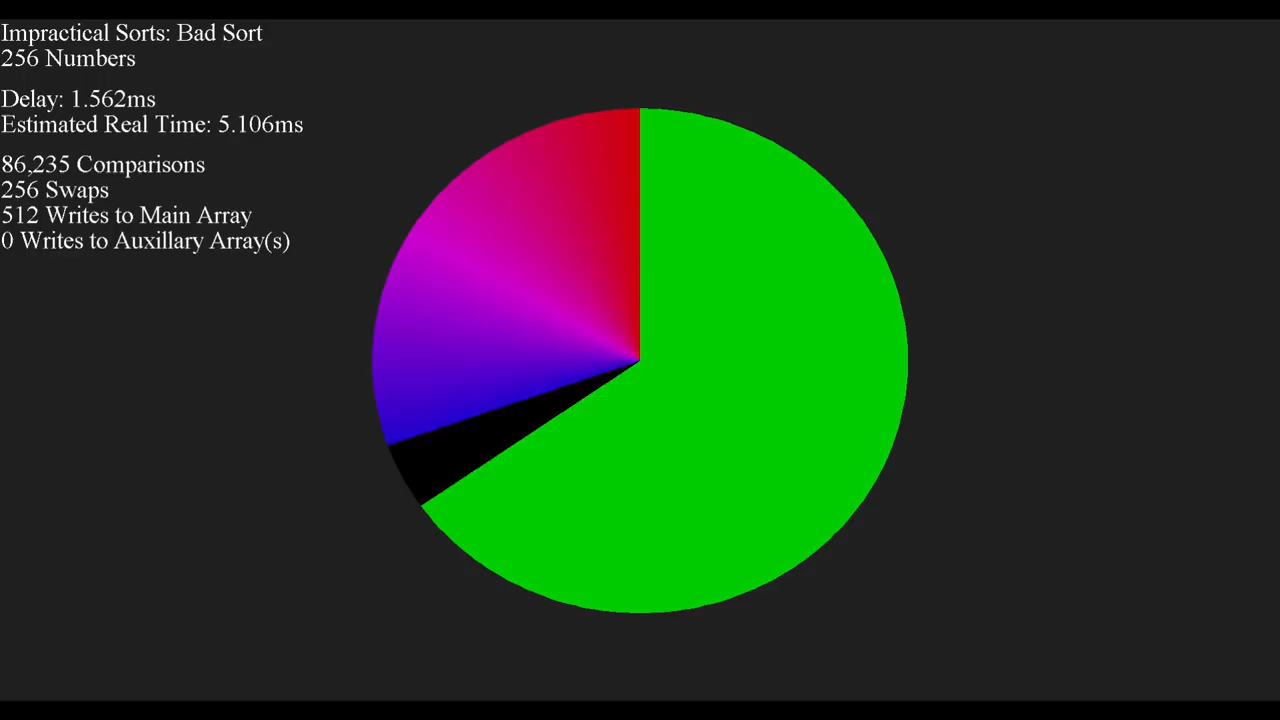 Impractical Sorts: Bad Sort
256 Numbers
Delay: 1.562ms
Estimated Real Time: 5.106ms
86,235 Comparisons
256 Swaps
512 Writes to Main Array
0 Writes to Auxillary Array(s)